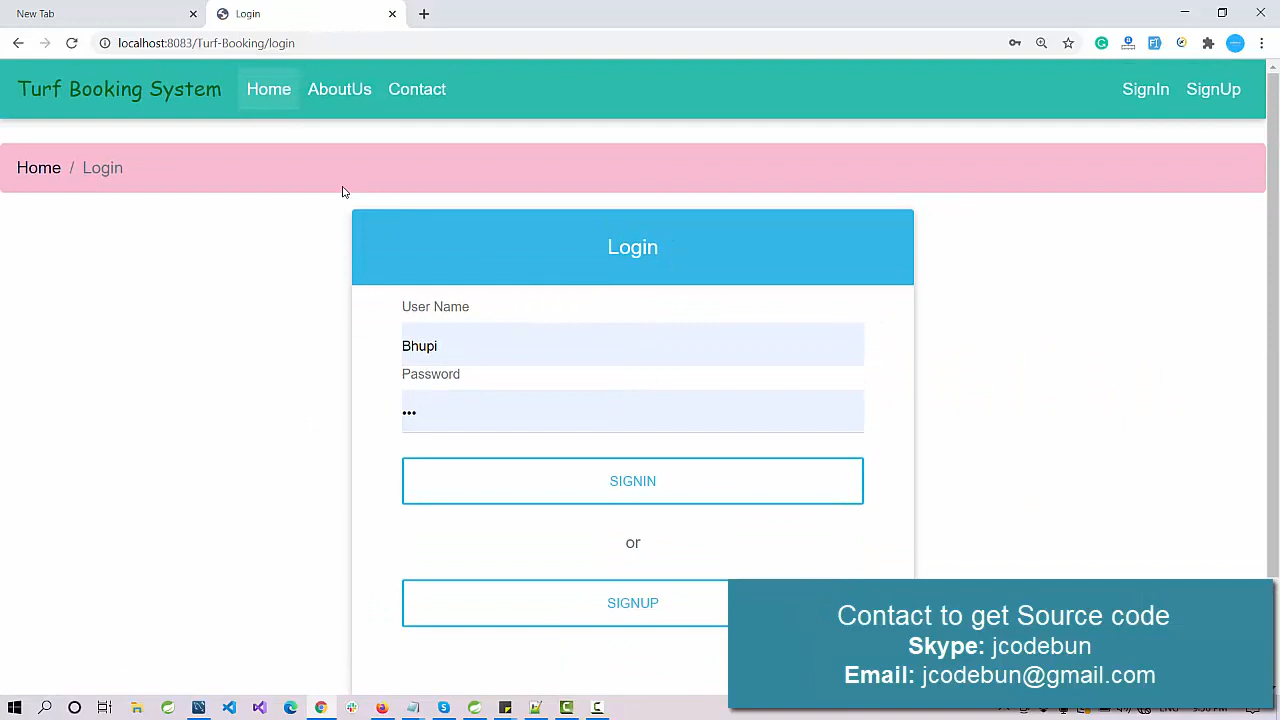 New Tab
Login
localhost:8083/Turf-Booking/login
Turf Booking System
Home
AboutUs
Contact
SignIn
SignUp
Home / Login
Login
User Name
Bhupi
Password
•••
SIGNIN
or
SIGNUP
Contact to get Source code
Skype: jcodebun
Email: jcodebun@gmail.com